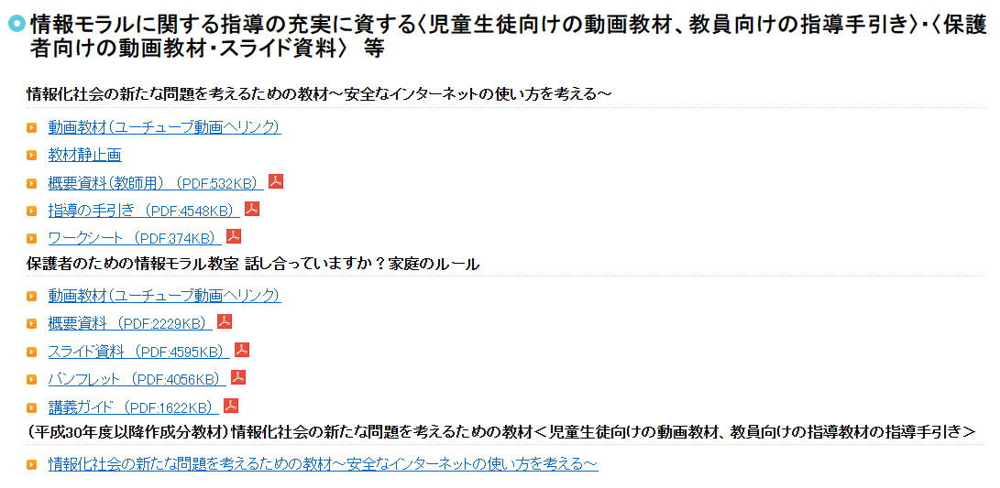 情報モラルに関する指導の充実に資する〈児童生徒向けの動画教材、教員向けの指導手引き〉・〈保護
者向けの動画教材・スライド資料〉 等
情報化社会の新たな問題を考えるための教材～安全なインターネットの使い方を考える～
動画教材（ユーチューブ動画へリンク）
教材静止画
概要資料（教師用） （PDF:532KB）
指導の手引き （PDF:4548KB）
ワークシート （PDF:374KB）
保護者のための情報モラル教室 話し合っていますか？家庭のルール
動画教材（ユーチューブ動画へリンク）
概要資料 （PDF:2229KB）
スライド資料 （PDF:4595KB）
パンフレット （PDF:4056KB）
講義ガイド （PDF:1622KB）
（平成30年度以降作成分教材）情報化社会の新たな問題を考えるための教材＜児童生徒向けの動画教材、教員向けの指導教材の指導手引き＞
情報化社会の新たな問題を考えるための教材～安全なインターネットの使い方を考える～